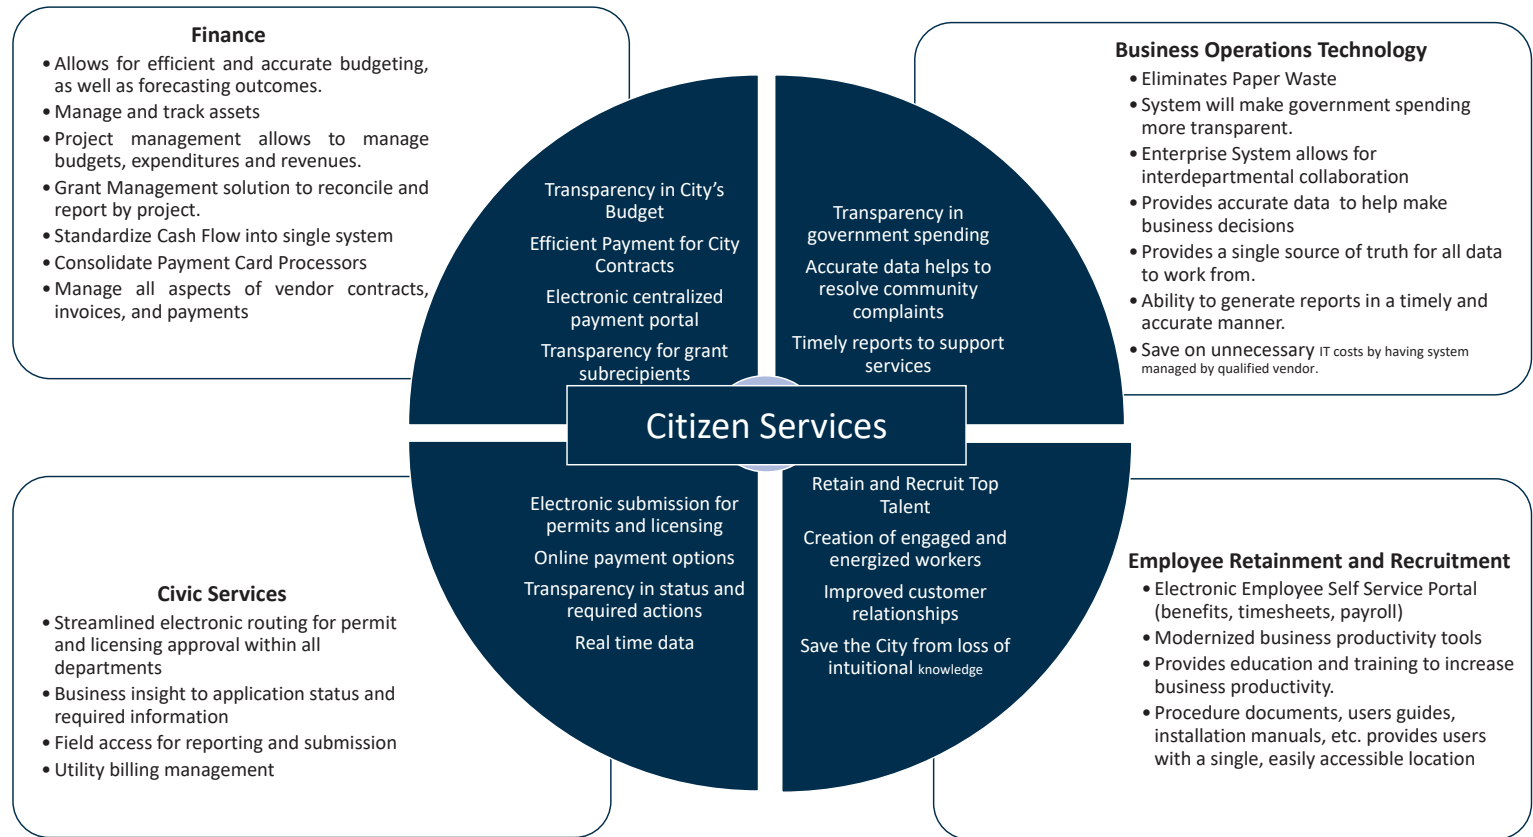 Finance
• Allows for efficient and accurate budgeting,
as well as forecasting outcomes.
• Manage and track assets
• Project management allows to manage
budgets, expenditures and revenues.
• Grant Management solution to reconcile and
report by project.
• Standardize Cash Flow into single system
• Consolidate Payment Card Processors
• Manage all aspects of vendor contracts,
invoices, and payments
Transparency in City’s
Budget
Efficient Payment for City
Contracts
Electronic centralized
payment portal
Transparency for grant
subrecipients
Transparency in
government spending
Accurate data helps to
resolve community
complaints
Timely reports to support
services
Business Operations Technology
• Eliminates Paper Waste
• System will make government spending
more transparent.
• Enterprise System allows for
interdepartmental collaboration
• Provides accurate data to help make
business decisions
• Provides a single source of truth for all data
to work from.
• Ability to generate reports in a timely and
accurate manner.
• Save on unnecessary IT costs by having system
managed by qualified vendor.
Citizen Services
Civic Services
• Streamlined electronic routing for permit
and licensing approval within all
departments
• Business insight to application status and
required information
• Field access for reporting and submission
• Utility billing management
Electronic submission for
permits and licensing
Online payment options
Transparency in status and
required actions
Real time data
Retain and Recruit Top
Talent
Creation of engaged and
energized workers
Improved customer
relationships
Save the City from loss of
intuitional knowledge
Employee Retainment and Recruitment
• Electronic Employee Self Service Portal
(benefits, timesheets, payroll)
• Modernized business productivity tools
• Provides education and training to increase
business productivity.
• Procedure documents, users guides,
installation manuals, etc. provides users
with a single, easily accessible location